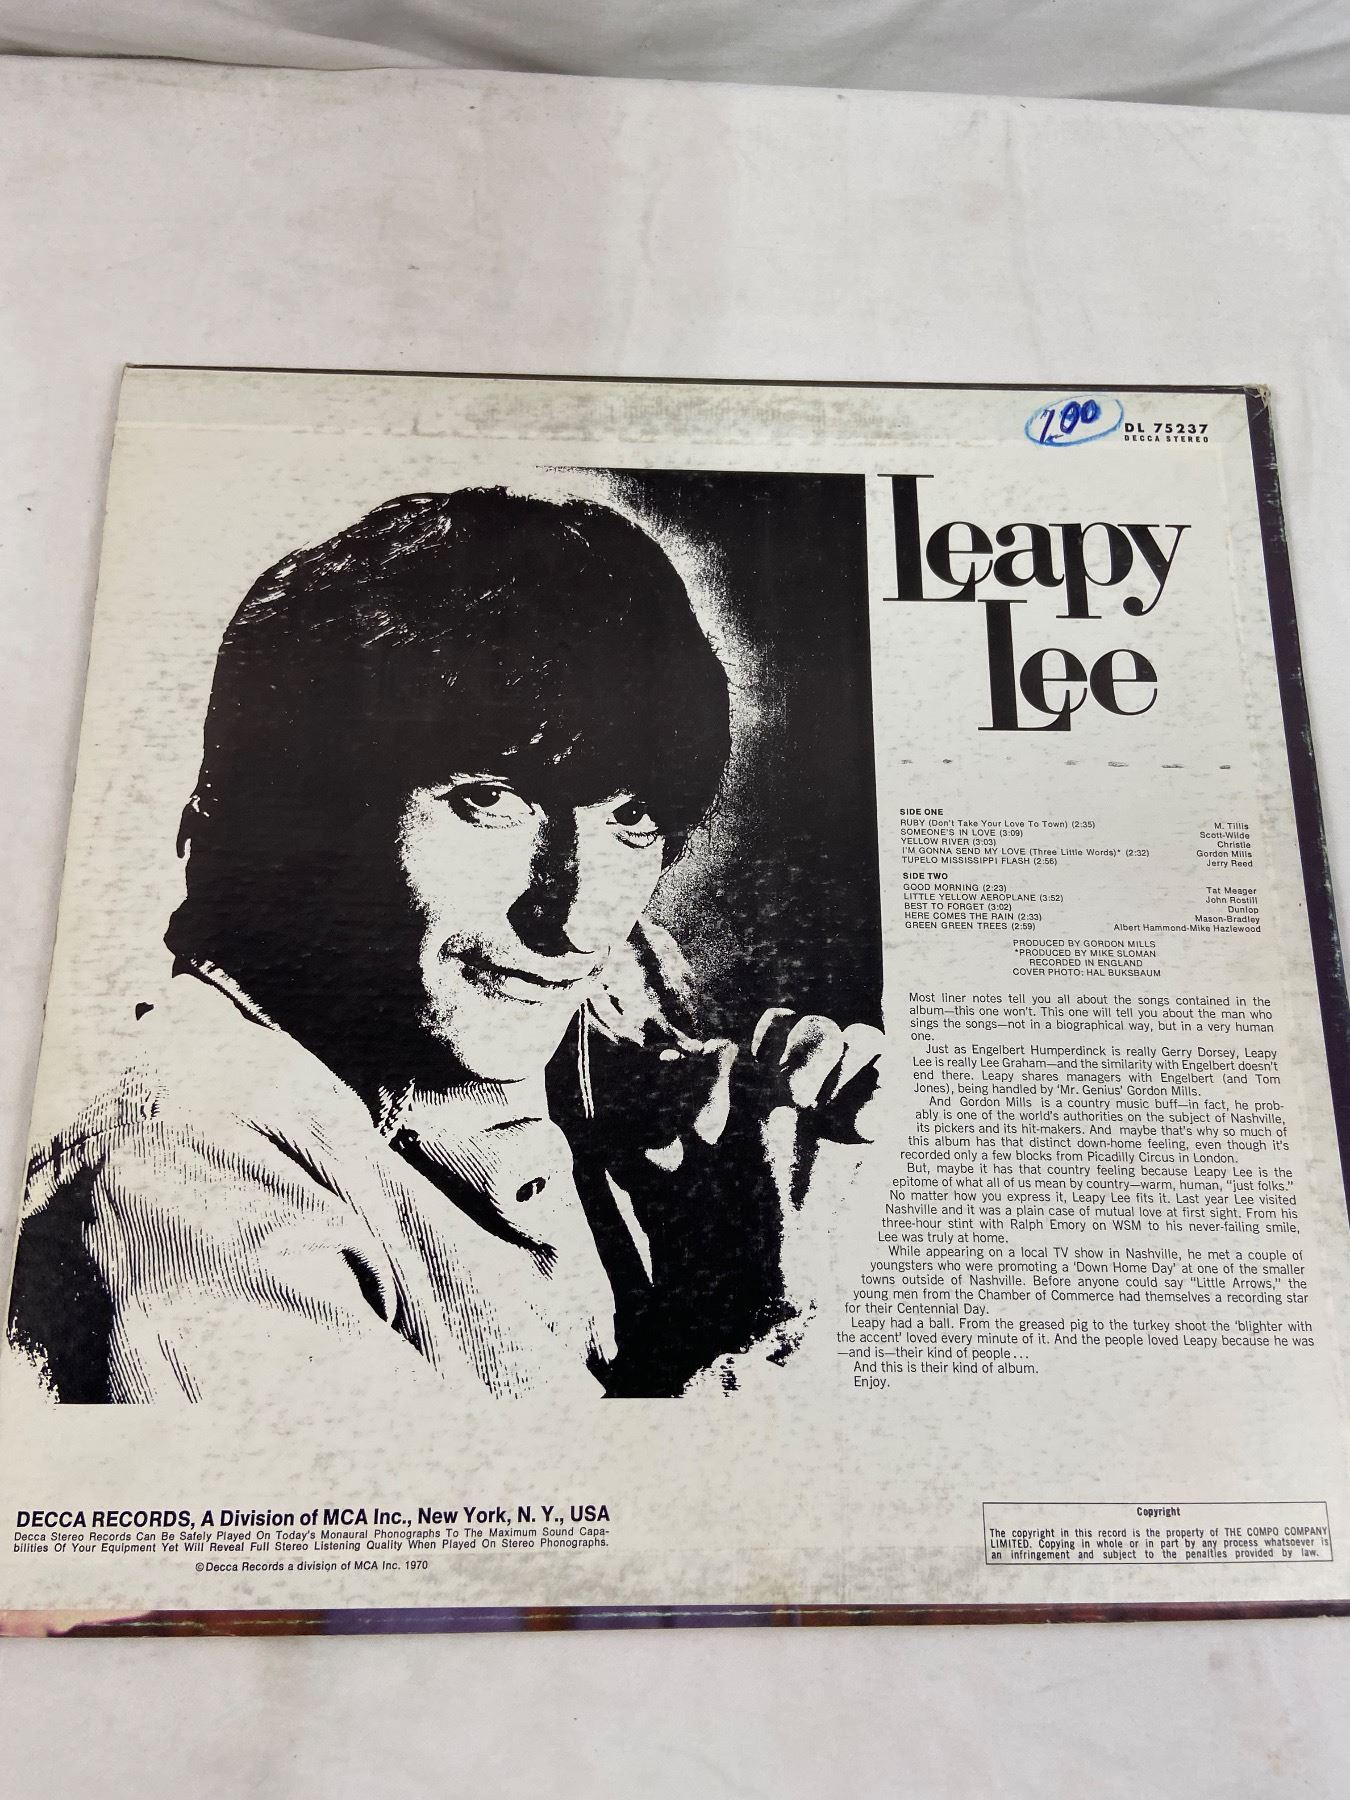 1.00
DL 75237
DECCA STEREO
Leapy
Lee
SIDE ONE
RUBY (Don't Take Your Love To Town) (2:35) M. Tillis
SOMEONE'S IN LOVE (3:09) Scott-Wilde
YELLOW RIVER (3:03) Christie
I'M GONNA SEND MY LOVE (Three Little Words)* (2:32) Gordon Mills
TUPELO MISSISSIPPI FLASH (2:56) Jerry Reed
SIDE TWO
GOOD MORNING (2:23) Tat Meager
LITTLE YELLOW AEROPLANE (3:52) John Rostill
BEST TO FORGET (3:02) Dunlop
HERE COMES THE RAIN (2:33) Mason-Bradley
GREEN GREEN TREES (2:59) Albert Hammond-Mike Hazlewood
PRODUCED BY GORDON MILLS
*PRODUCED BY MIKE SLOMAN
RECORDED IN ENGLAND
COVER PHOTO: HAL BUKSBAUM
Most liner notes tell you all about the songs contained in the
album—this one won't. This one will tell you about the man who
sings the songs—not in a biographical way, but in a very human
one.
Just as Engelbert Humperdinck is really Gerry Dorsey, Leapy
Lee is really Lee Graham—and the similarity with Engelbert doesn't
end there. Leapy shares managers with Engelbert (and Tom
Jones), being handled by 'Mr. Genius' Gordon Mills.
And Gordon Mills is a country music buff—in fact, he prob-
ably is one of the world's authorities on the subject of Nashville,
its pickers and its hit-makers. And maybe that's why so much of
this album has that distinct down-home feeling, even though it's
recorded only a few blocks from Picadilly Circus in London.
But, maybe it has that country feeling because Leapy Lee is the
epitome of what all of us mean by country—warm, human, "just folks."
No matter how you express it, Leapy Lee fits it. Last year Lee visited
Nashville and it was a plain case of mutual love at first sight. From his
three-hour stint with Ralph Emory on WSM to his never-failing smile,
Lee was truly at home.
While appearing on a local TV show in Nashville, he met a couple of
youngsters who were promoting a 'Down Home Day' at one of the smaller
towns outside of Nashville. Before anyone could say "Little Arrows," the
young men from the Chamber of Commerce had themselves a recording star
for their Centennial Day.
Leapy had a ball. From the greased pig to the turkey shoot the 'blighter with
the accent' loved every minute of it. And the people loved Leapy because he was
—and is—their kind of people...
And this is their kind of album.
Enjoy.
DECCA RECORDS, A Division of MCA Inc., New York, N. Y., USA
Decca Stereo Records Can Be Safely Played On Today's Monaural Phonographs To The Maximum Sound Capa-
bilities Of Your Equipment Yet Will Reveal Full Stereo Listening Quality When Played On Stereo Phonographs.
©Decca Records a division of MCA Inc. 1970
Copyright
The copyright in this record is the property of THE COMPO COMPANY
LIMITED. Copying in whole or in part by any process whatsoever is
an infringement and subject to the penalties provided by law.